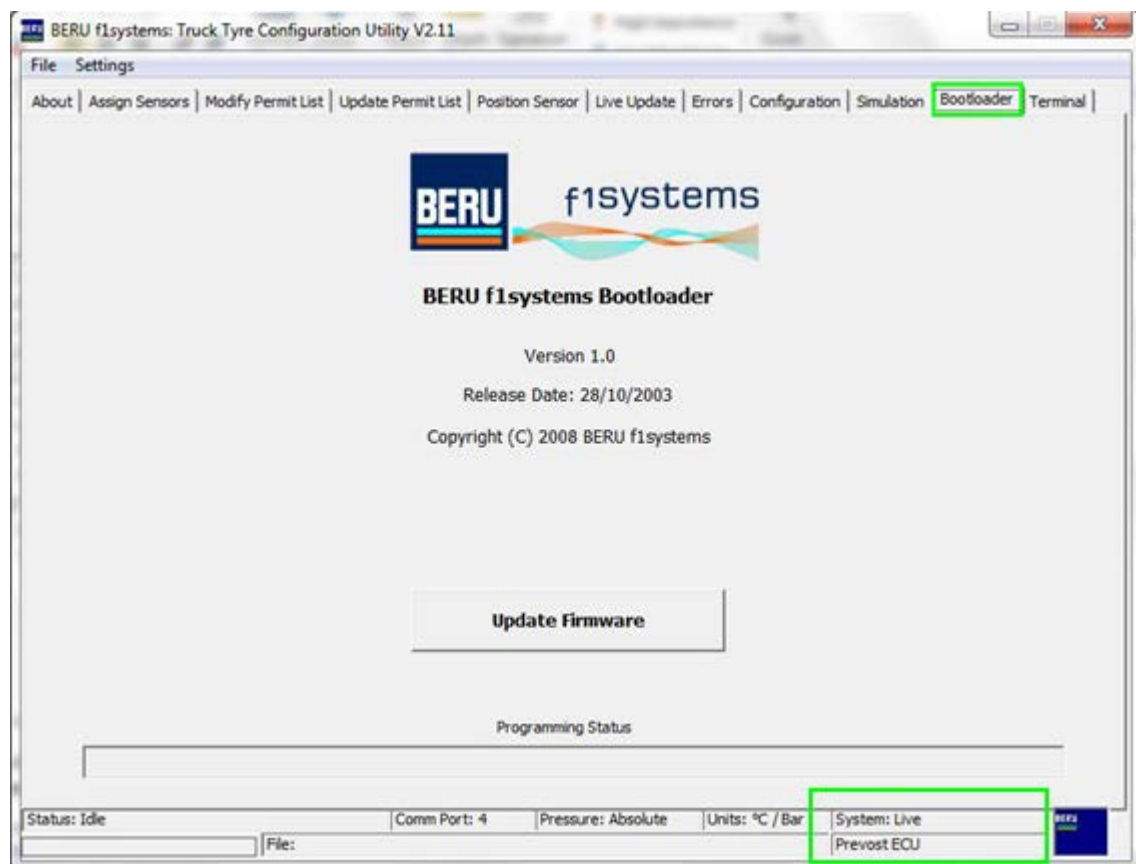 BERU f1systems: Truck Tyre Configuration Utility V2.11
File Settings
About Assign Sensors Modify Permit List Update Permit List Position Sensor Live Update Errors Configuration Simulation Bootloader Terminal
BERU f1systems
BERU f1systems Bootloader
Version 1.0
Release Date: 28/10/2003
Copyright (C) 2008 BERU f1systems
Update Firmware
Programming Status
Status: Idle Comm Port: 4 Pressure: Absolute Units: °C / Bar System: Live BERU
File: Prevost ECU